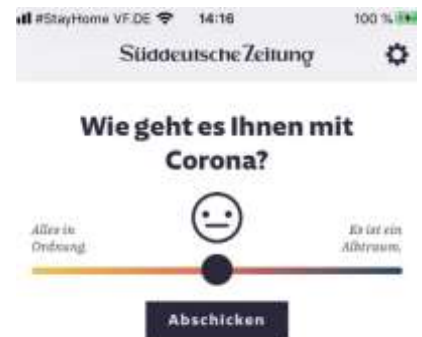 #StayHome VF.DE 14:16 100 %
Süddeutsche Zeitung
Wie geht es Ihnen mit
Corona?
Alles in
Ordnung.
Es ist ein
Albtraum.
Abschicken